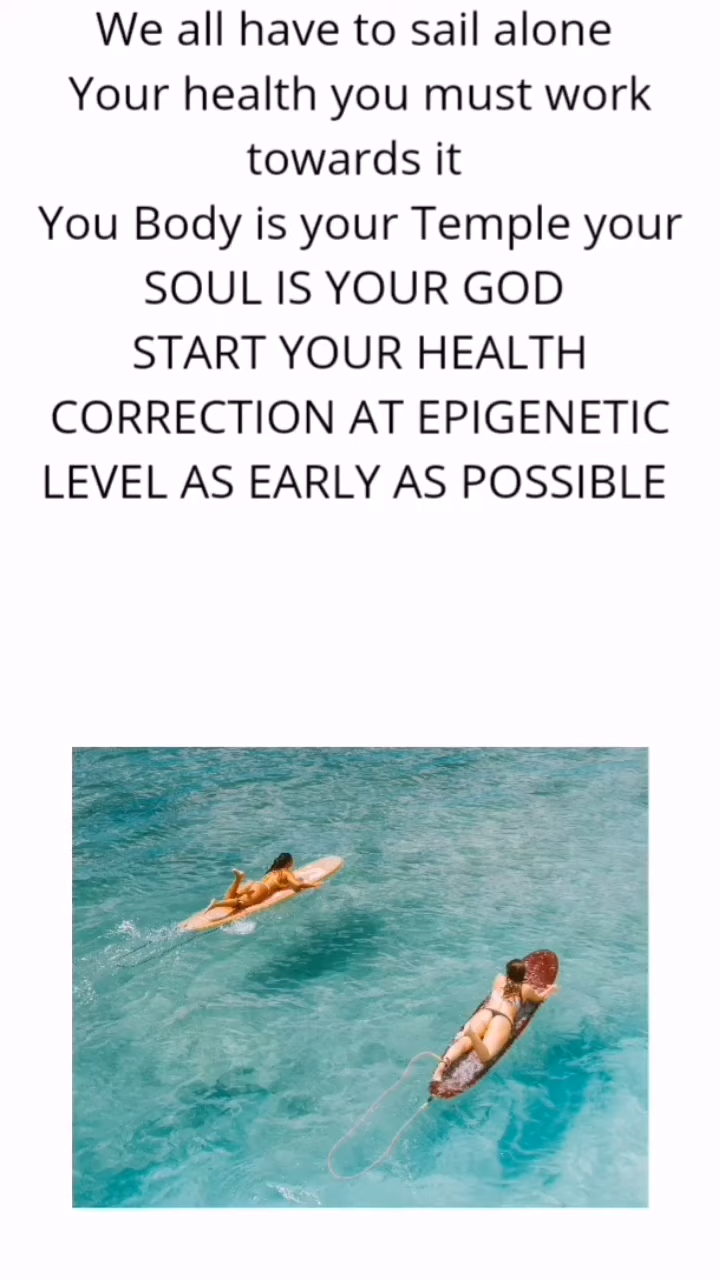 We all have to sail alone
Your health you must work
towards it
You Body is your Temple your
SOUL IS YOUR GOD
START YOUR HEALTH
CORRECTION AT EPIGENETIC
LEVEL AS EARLY AS POSSIBLE